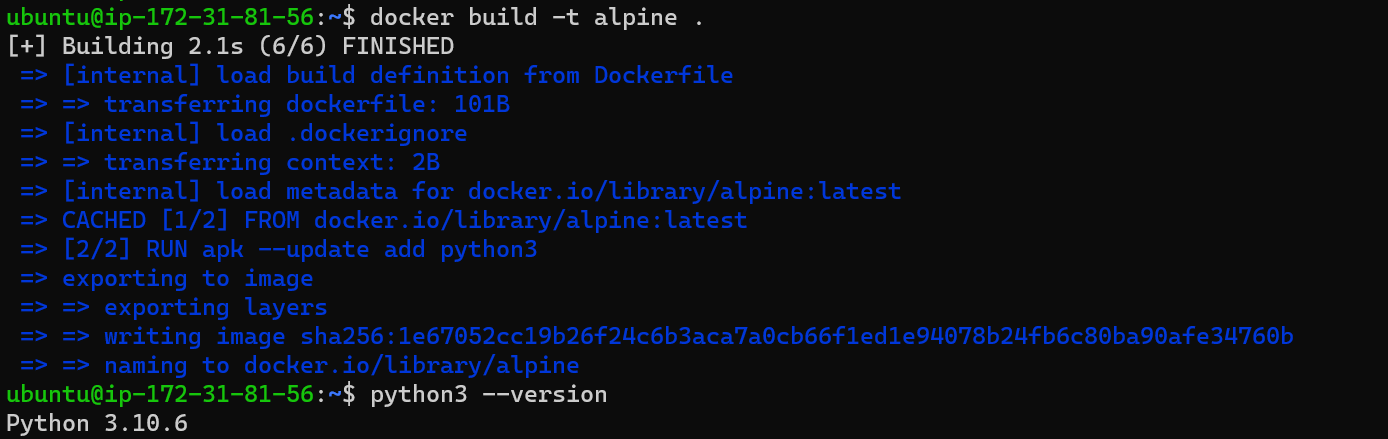 ubuntu@ip-172-31-81-56:~$ docker build -t alpine .
[+] Building 2.1s (6/6) FINISHED
=> [internal] load build definition from Dockerfile
=> => transferring dockerfile: 101B
=> [internal] load .dockerignore
=> => transferring context: 2B
=> [internal] load metadata for docker.io/library/alpine:latest
=> CACHED [1/2] FROM docker.io/library/alpine:latest
=> [2/2] RUN apk --update add python3
=> exporting to image
=> => exporting layers
=> => writing image sha256:1e67052cc19b26f24c6b3aca7a0cb66f1ed1e94078b24fb6c80ba90afe34760b
=> => naming to docker.io/library/alpine
ubuntu@ip-172-31-81-56:~$ python3 --version
Python 3.10.6